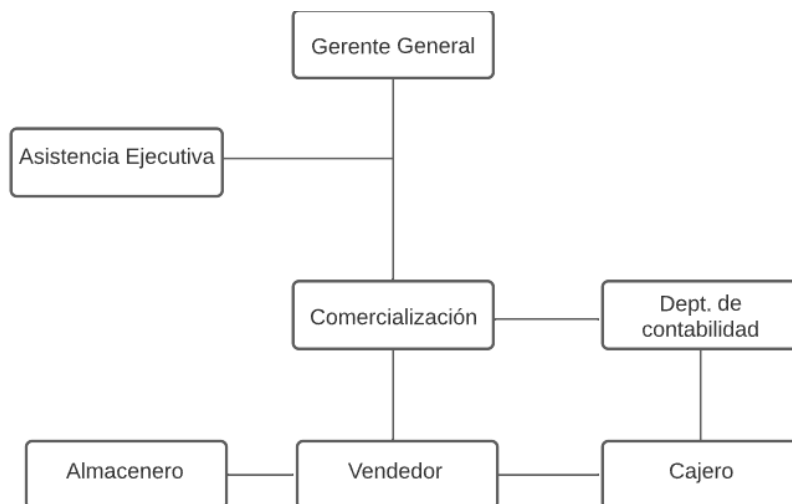 Gerente General
Asistencia Ejecutiva
Comercialización
Dept. de
contabilidad
Almacenero
Vendedor
Cajero